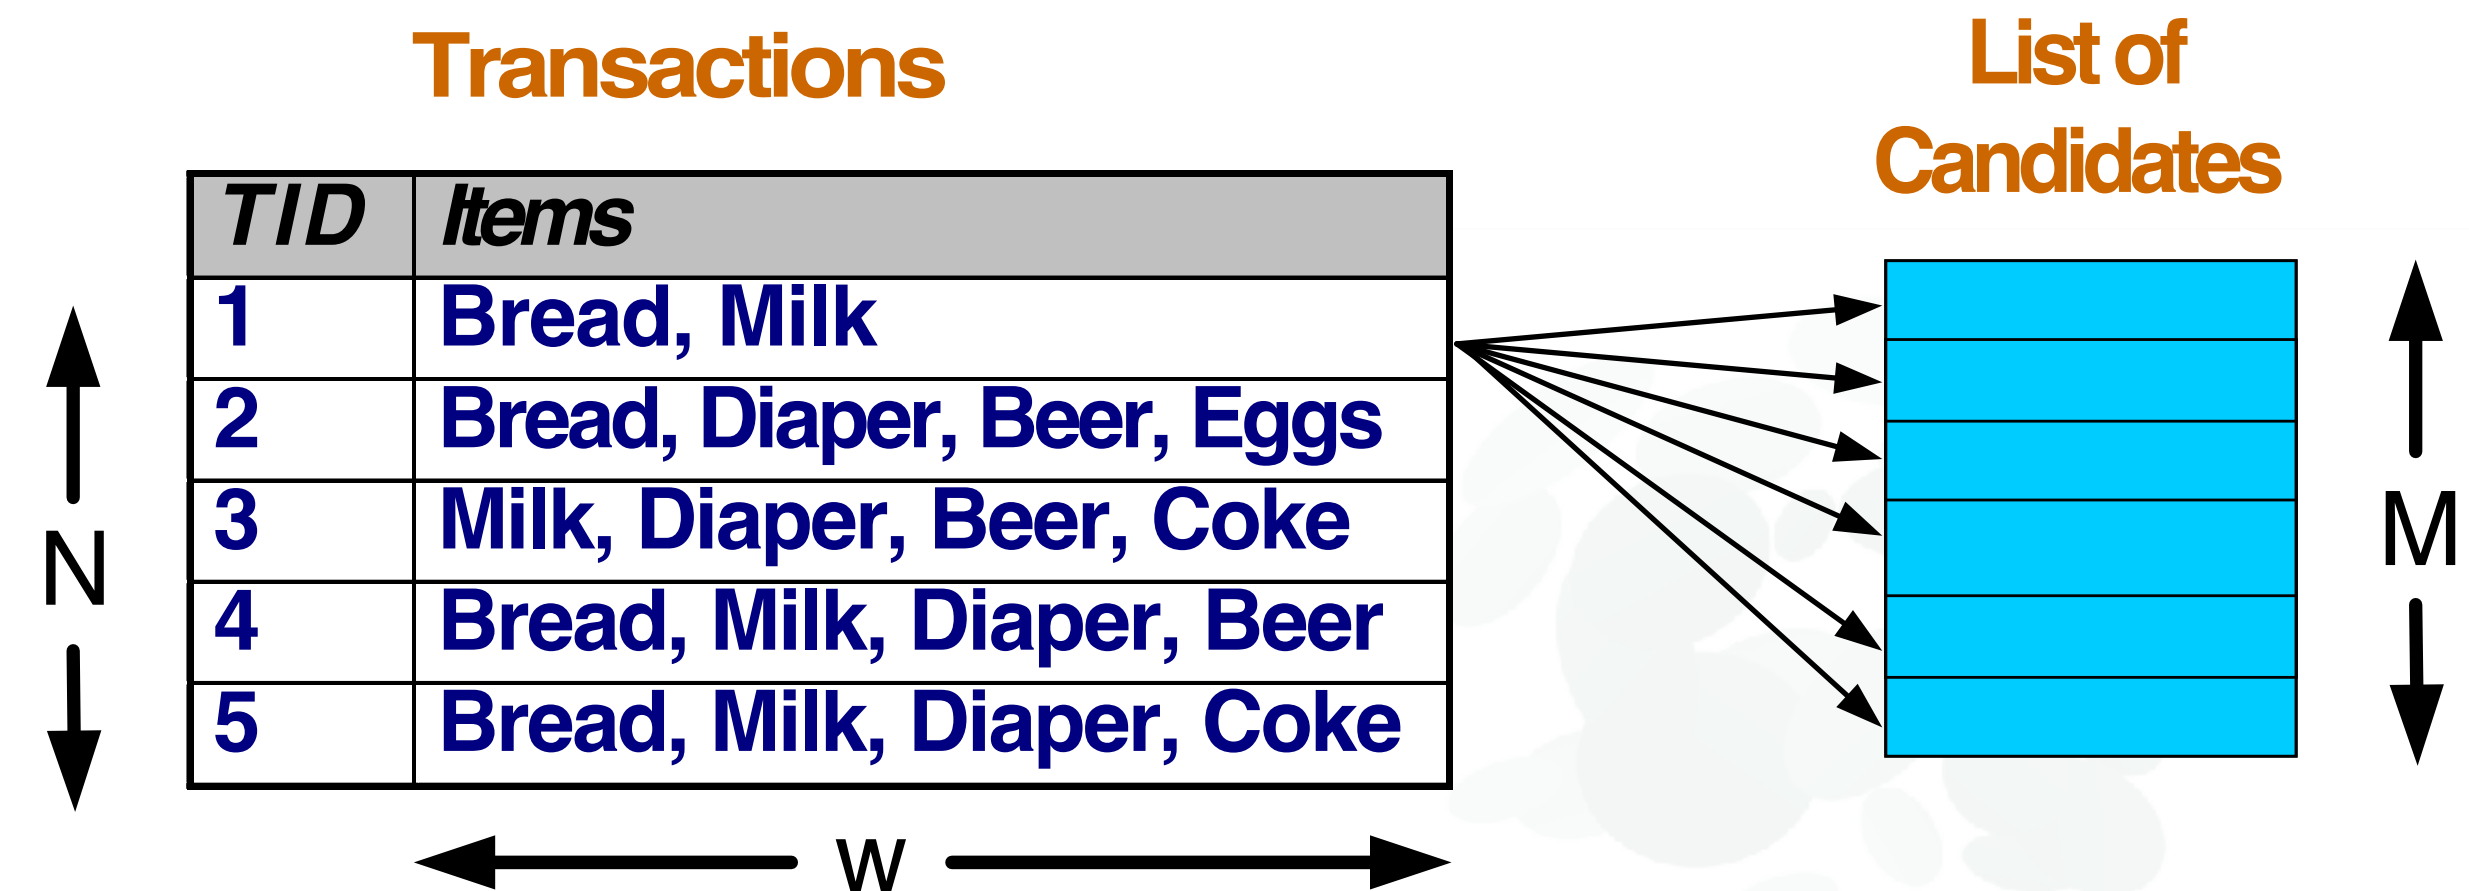 Transactions
List of
Candidates
TID Items
1 Bread, Milk
2 Bread, Diaper, Beer, Eggs
3 Milk, Diaper, Beer, Coke
4 Bread, Milk, Diaper, Beer
5 Bread, Milk, Diaper, Coke
N
M
W